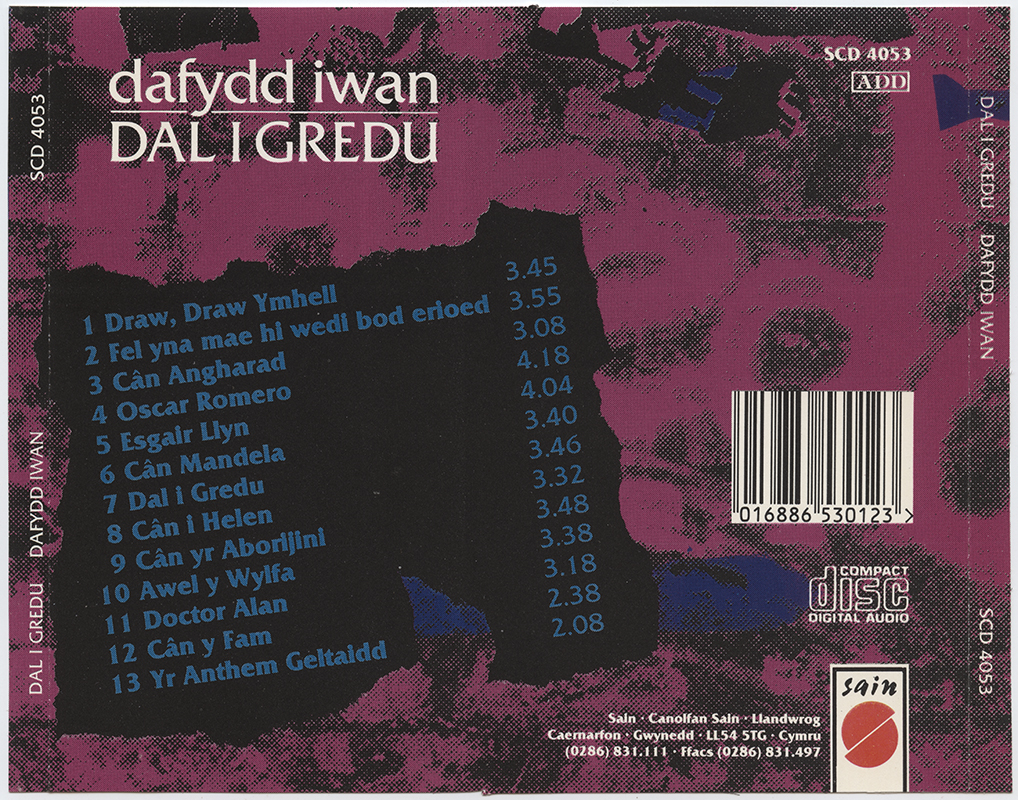 dafydd iwan
DAL I GREDU
SCD 4053
ADD
1 Draw, Draw Ymhell 3.45
2 Fel yna mae hi wedi bod erioed 3.55
3 Cân Angharad 3.08
4 Oscar Romero 4.18
5 Esgair Llyn 4.04
6 Cân Mandela 3.40
7 Dal i Gredu 3.46
8 Cân i Helen 3.32
9 Cân yr Aborijini 3.48
10 Awel y Wylfa 3.38
11 Doctor Alan 3.18
12 Cân y Fam 2.38
13 Yr Anthem Geltaidd 2.08
016886 530123 >
COMPACT
disc
DIGITAL AUDIO
sain
Sain · Canolfan Sain · Llandwrog
Caernarfon · Gwynedd · LL54 5TG · Cymru
(0286) 831.111 · Ffacs (0286) 831.497
DAL I GREDU DAFYDD IWAN SCD 4053
DAL I GREDU DAFYDD IWAN SCD 4053